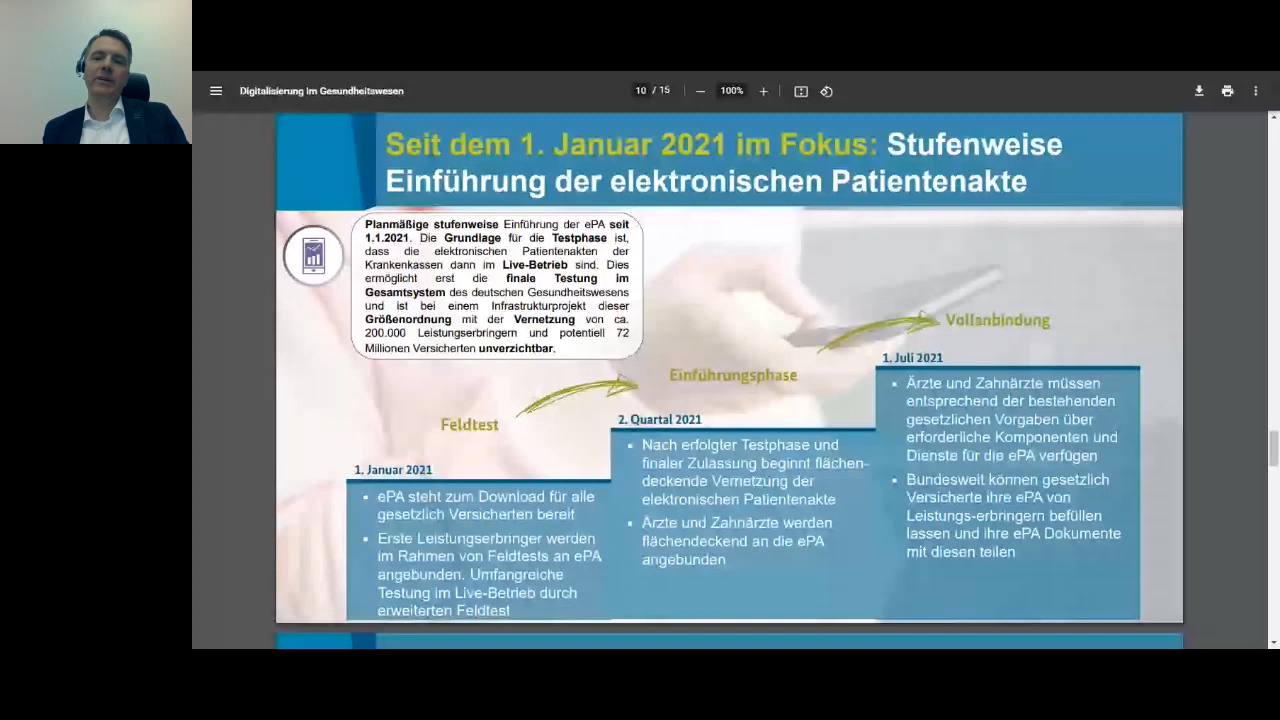 Digitalisierung im Gesundheitswesen
10 / 15
100%
Seit dem 1. Januar 2021 im Fokus: Stufenweise
Einführung der elektronischen Patientenakte
Planmäßige stufenweise Einführung der ePA seit
1.1.2021. Die Grundlage für die Testphase ist,
dass die elektronischen Patientenakten der
Krankenkassen dann im Live-Betrieb sind. Dies
ermöglicht erst die finale Testung im
Gesamtsystem des deutschen Gesundheitswesens
und ist bei einem Infrastrukturprojekt dieser
Größenordnung mit der Vernetzung von ca.
200.000 Leistungserbringern und potentiell 72
Millionen Versicherten unverzichtbar.
Feldtest
1. Januar 2021
ePA steht zum Download für alle
gesetzlich Versicherten bereit
Erste Leistungserbringer werden
im Rahmen von Feldtests an ePA
angebunden. Umfangreiche
Testung im Live-Betrieb durch
erweiterten Feldtest
Einführungsphase
2. Quartal 2021
Nach erfolgter Testphase und
finaler Zulassung beginnt flächen-
deckende Vernetzung der
elektronischen Patientenakte
Ärzte und Zahnärzte werden
flächendeckend an die ePA
angebunden
Vollanbindung
1. Juli 2021
Ärzte und Zahnärzte müssen
entsprechend der bestehenden
gesetzlichen Vorgaben über
erforderliche Komponenten und
Dienste für die ePA verfügen
Bundesweit können gesetzlich
Versicherte ihre ePA von
Leistungs-erbringern befüllen
lassen und ihre ePA Dokumente
mit diesen teilen